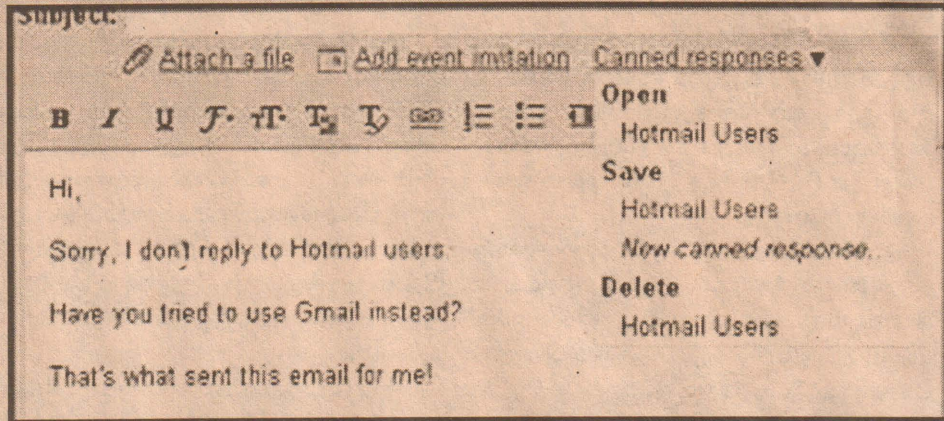 Subject:
Attach a file Add event invitation Canned responses ▼
B I U
Open
Hotmail Users
Save
Hotmail Users
New canned response...
Delete
Hotmail Users
Hi,
Sorry, I don't reply to Hotmail users.
Have you tried to use Gmail instead?
That's what sent this email for me!